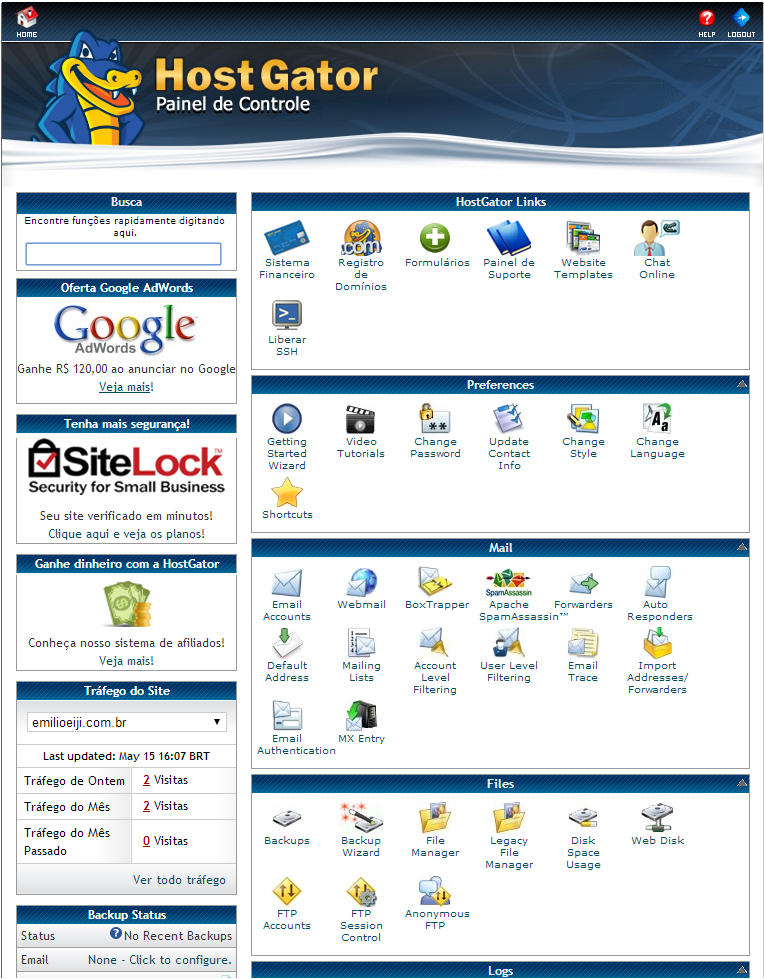 HOME
HELP
LOGOUT
HostGator
Painel de Controle
Busca
Encontre funções rapidamente digitando
aqui.
Oferta Google AdWords
Google™
AdWords
Ganhe R$ 120,00 ao anunciar no Google
Veja mais!
Tenha mais segurança!
SiteLock™
Security for Small Business
Seu site verificado em minutos!
Clique aqui e veja os planos!
Ganhe dinheiro com a HostGator
Conheça nosso sistema de afiliados!
Veja mais!
Tráfego do Site
emilioeiji.com.br
Last updated: May 15 16:07 BRT
Tráfego de Ontem 2 Visitas
Tráfego do Mês 2 Visitas
Tráfego do Mês
Passado
0 Visitas
Ver todo tráfego
Backup Status
Status No Recent Backups
Email None - Click to configure.
HostGator Links
Sistema
Financeiro
.com
Registro
de
Domínios
Formulários
Painel de
Suporte
Website
Templates
Chat
Online
Liberar
SSH
Preferences
Getting
Started
Wizard
Video
Tutorials
Change
Password
Update
Contact
Info
Change
Style
Change
Language
Shortcuts
Mail
Email
Accounts
Webmail
BoxTrapper
SpamAssassin
Apache
SpamAssassin™
Forwarders
Auto
Responders
Default
Address
Mailing
Lists
Account
Level
Filtering
User Level
Filtering
Email
Trace
Import
Addresses/
Forwarders
Email
Authentication
MX Entry
Files
Backups
Backup
Wizard
File
Manager
Legacy
File
Manager
Disk
Space
Usage
Web Disk
FTP
Accounts
FTP
Session
Control
Anonymous
FTP
Logs